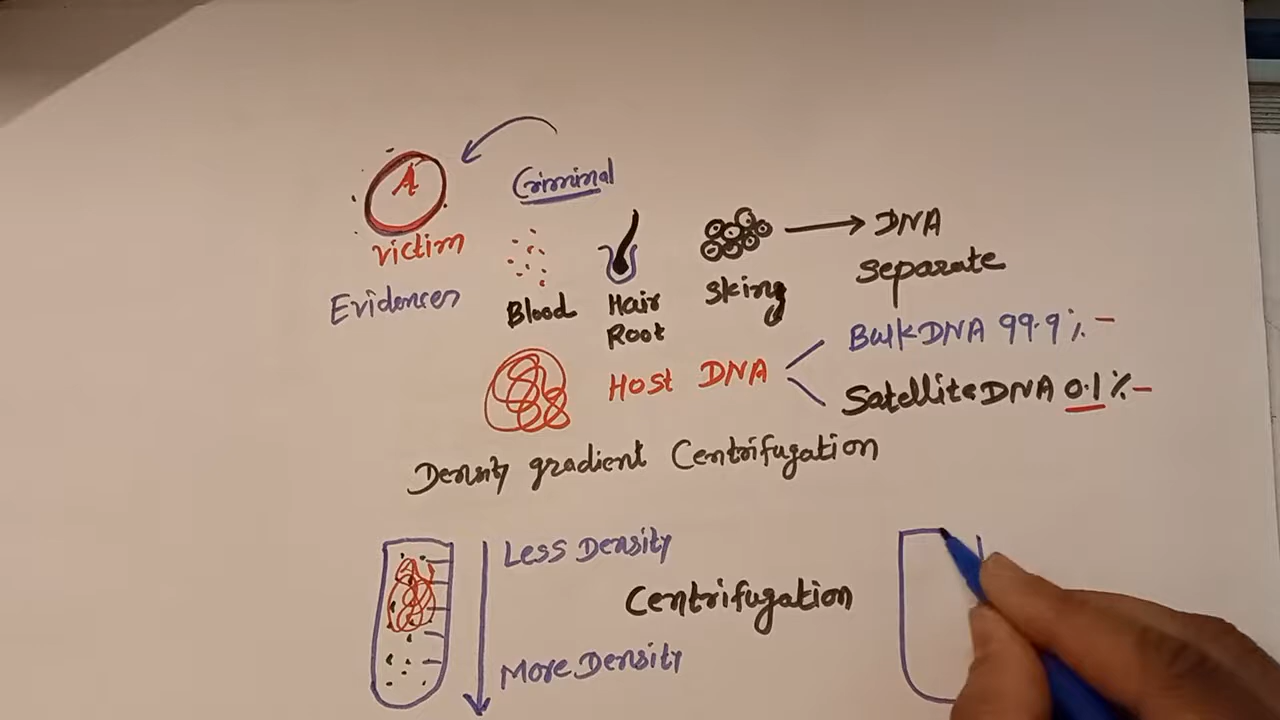 A
Criminal
victim
Evidences
Blood
Hair
Root
sking
DNA
separate
Host DNA
Bulk DNA 99.9%
Satellite DNA 0.1%
Density gradient Centrifugation
Less Density
Centrifugation
More Density